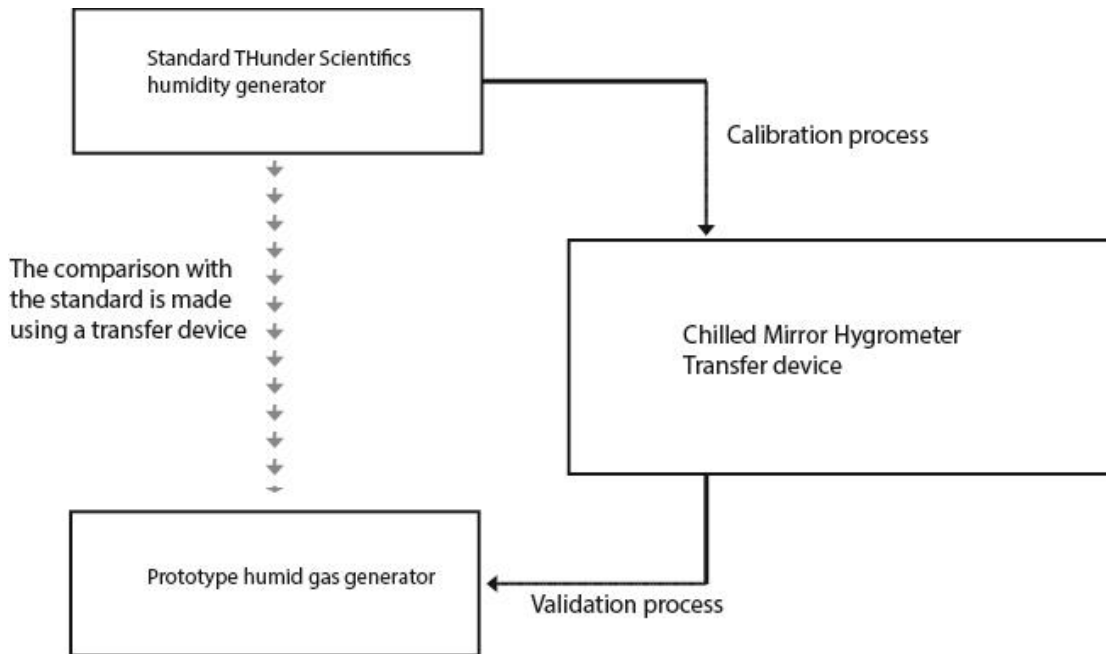 Standard THunder Scientifics
humidity generator
Calibration process
The comparison with
the standard is made
using a transfer device
Chilled Mirror Hygrometer
Transfer device
Prototype humid gas generator
Validation process